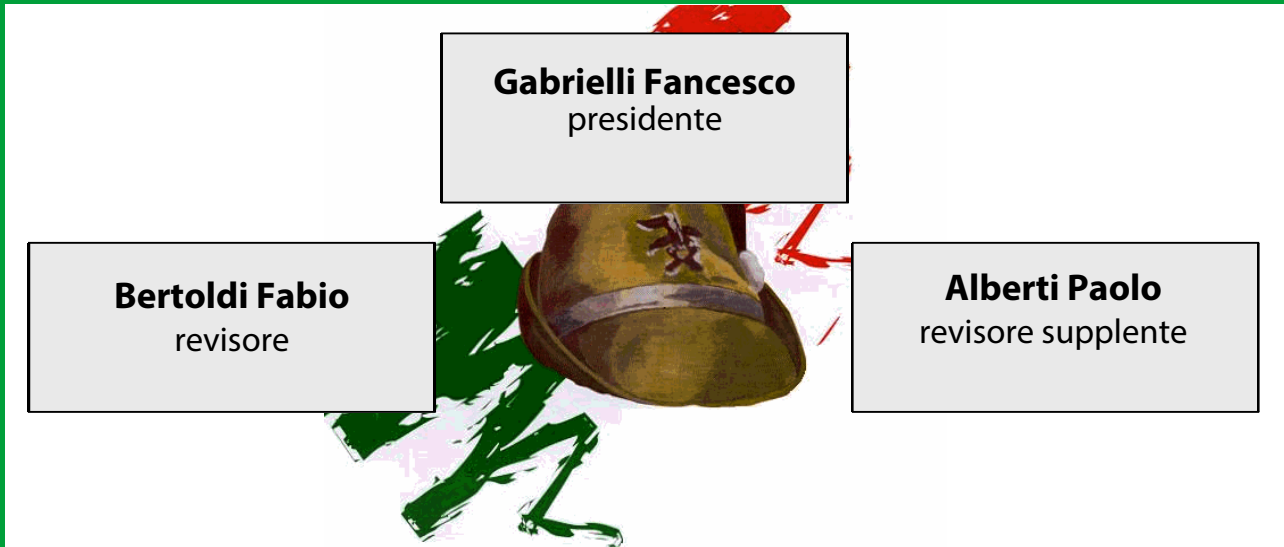 Gabrielli Fancesco
presidente
Bertoldi Fabio
revisore
Alberti Paolo
revisore supplente